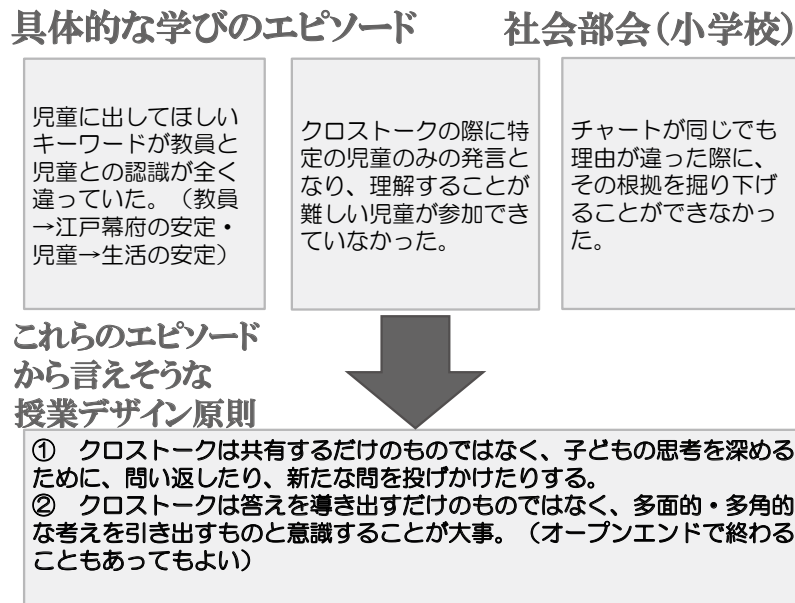 具体的な学びのエピソード
社会部会(小学校)
児童に出してほしい
キーワードが教員と
児童との認識が全く
違っていた。（教員
→江戸幕府の安定・
児童→生活の安定）
クロストークの際に特
定の児童のみの発言と
なり、理解することが
難しい児童が参加でき
ていなかった。
チャートが同じでも
理由が違った際に、
その根拠を掘り下げ
ることができなかっ
た。
これらのエピソード
から言えそうな
授業デザイン原則
①　クロストークは共有するだけのものではなく、子どもの思考を深める
ために、問い返したり、新たな問を投げかけたりする。
②　クロストークは答えを導き出すだけのものではなく、多面的・多角的
な考えを引き出すものと意識することが大事。（オープンエンドで終わる
こともあってもよい）